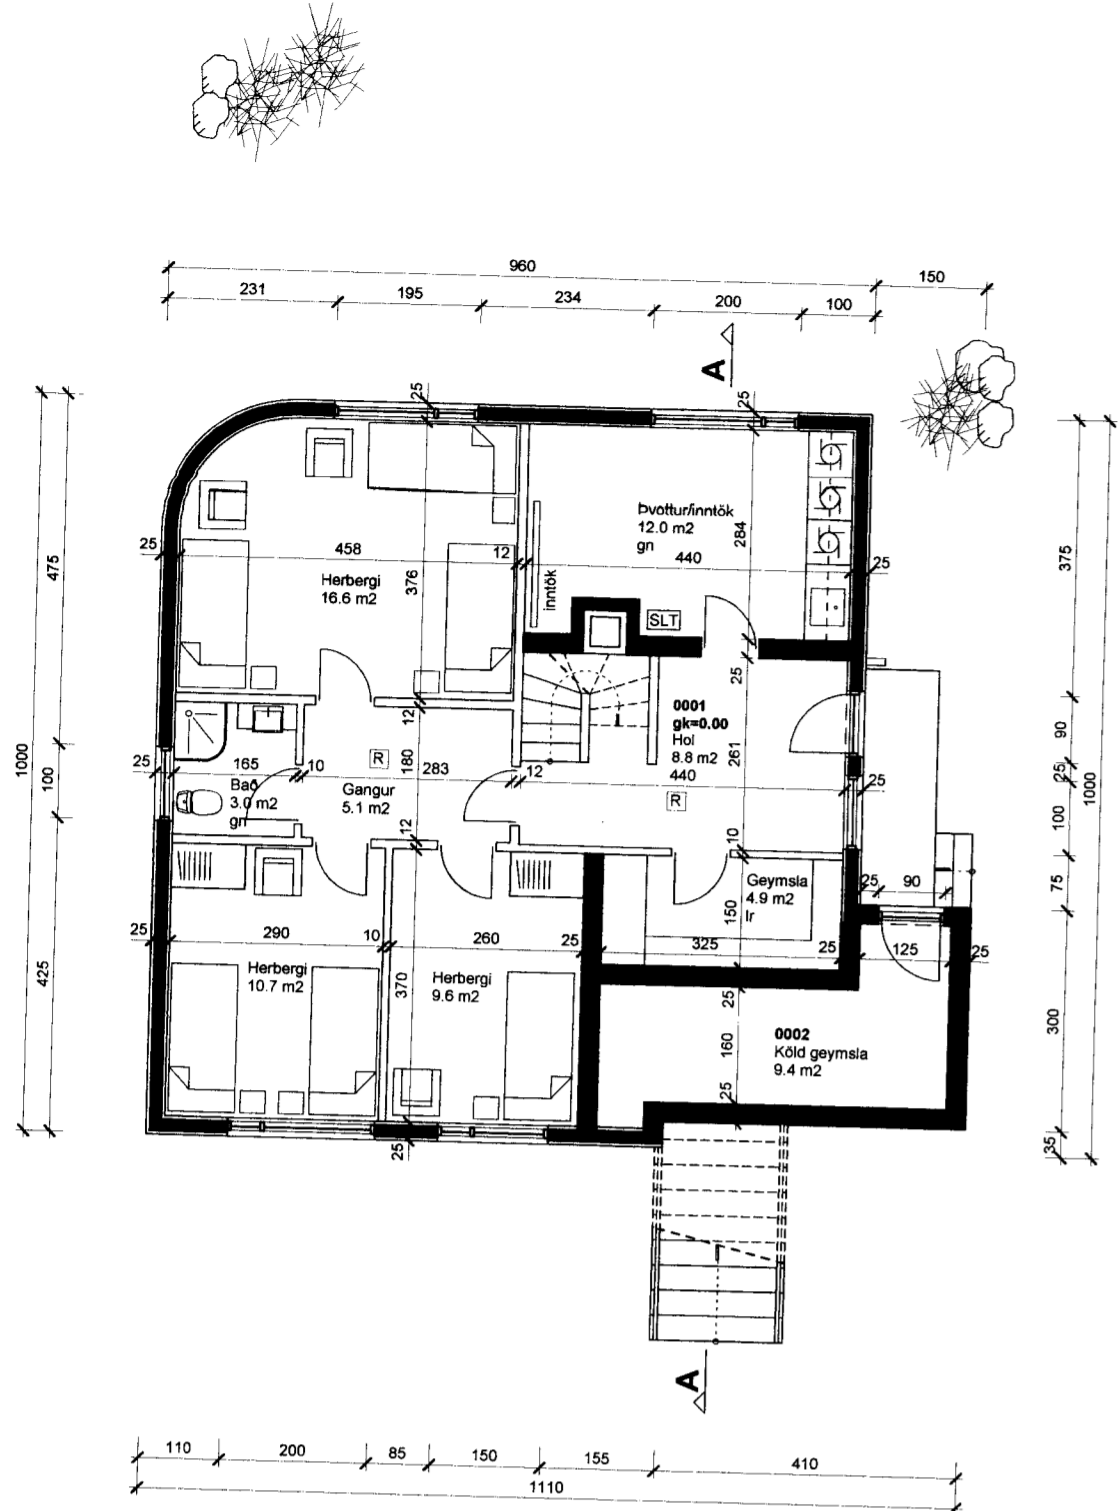 960
150
231
195
234
200
100
A
25
25
475
1000
100
425
25
458
12
376
Herbergi
16.6 m2
Þvottur/inntök
12.0 m2
gn
284
440
25
inntök
SLT
375
25
0001
gk=0.00
Hol
8.8 m2
440
261
12
R
180
283
12
25
165
10
Bað
3.0 m2
gn
Gangur
5.1 m2
R
25
90
25
100
1000
75
12
10
Geymsla
4.9 m2
lr
150
325
25
25
90
25
290
10
260
25
125
25
Herbergi
10.7 m2
Herbergi
9.6 m2
370
25
160
25
0002
Köld geymsla
9.4 m2
300
35
25
A
110
200
85
150
155
410
1110